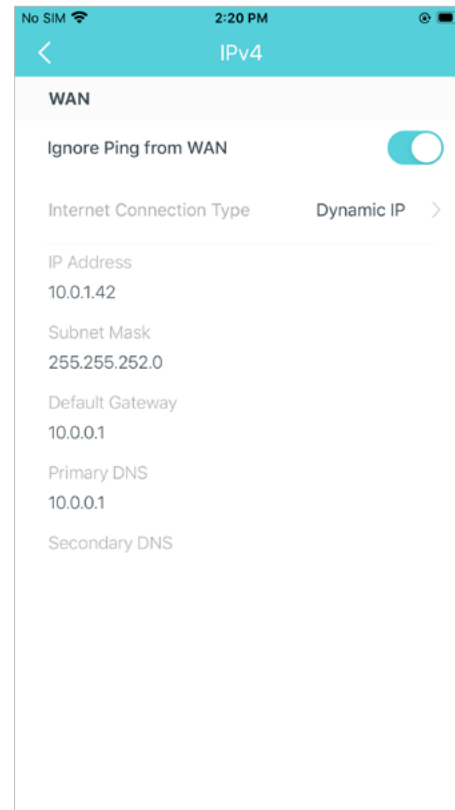 No SIM 2:20 PM
IPv4
WAN
Ignore Ping from WAN
Internet Connection Type Dynamic IP
IP Address
10.0.1.42
Subnet Mask
255.255.252.0
Default Gateway
10.0.0.1
Primary DNS
10.0.0.1
Secondary DNS